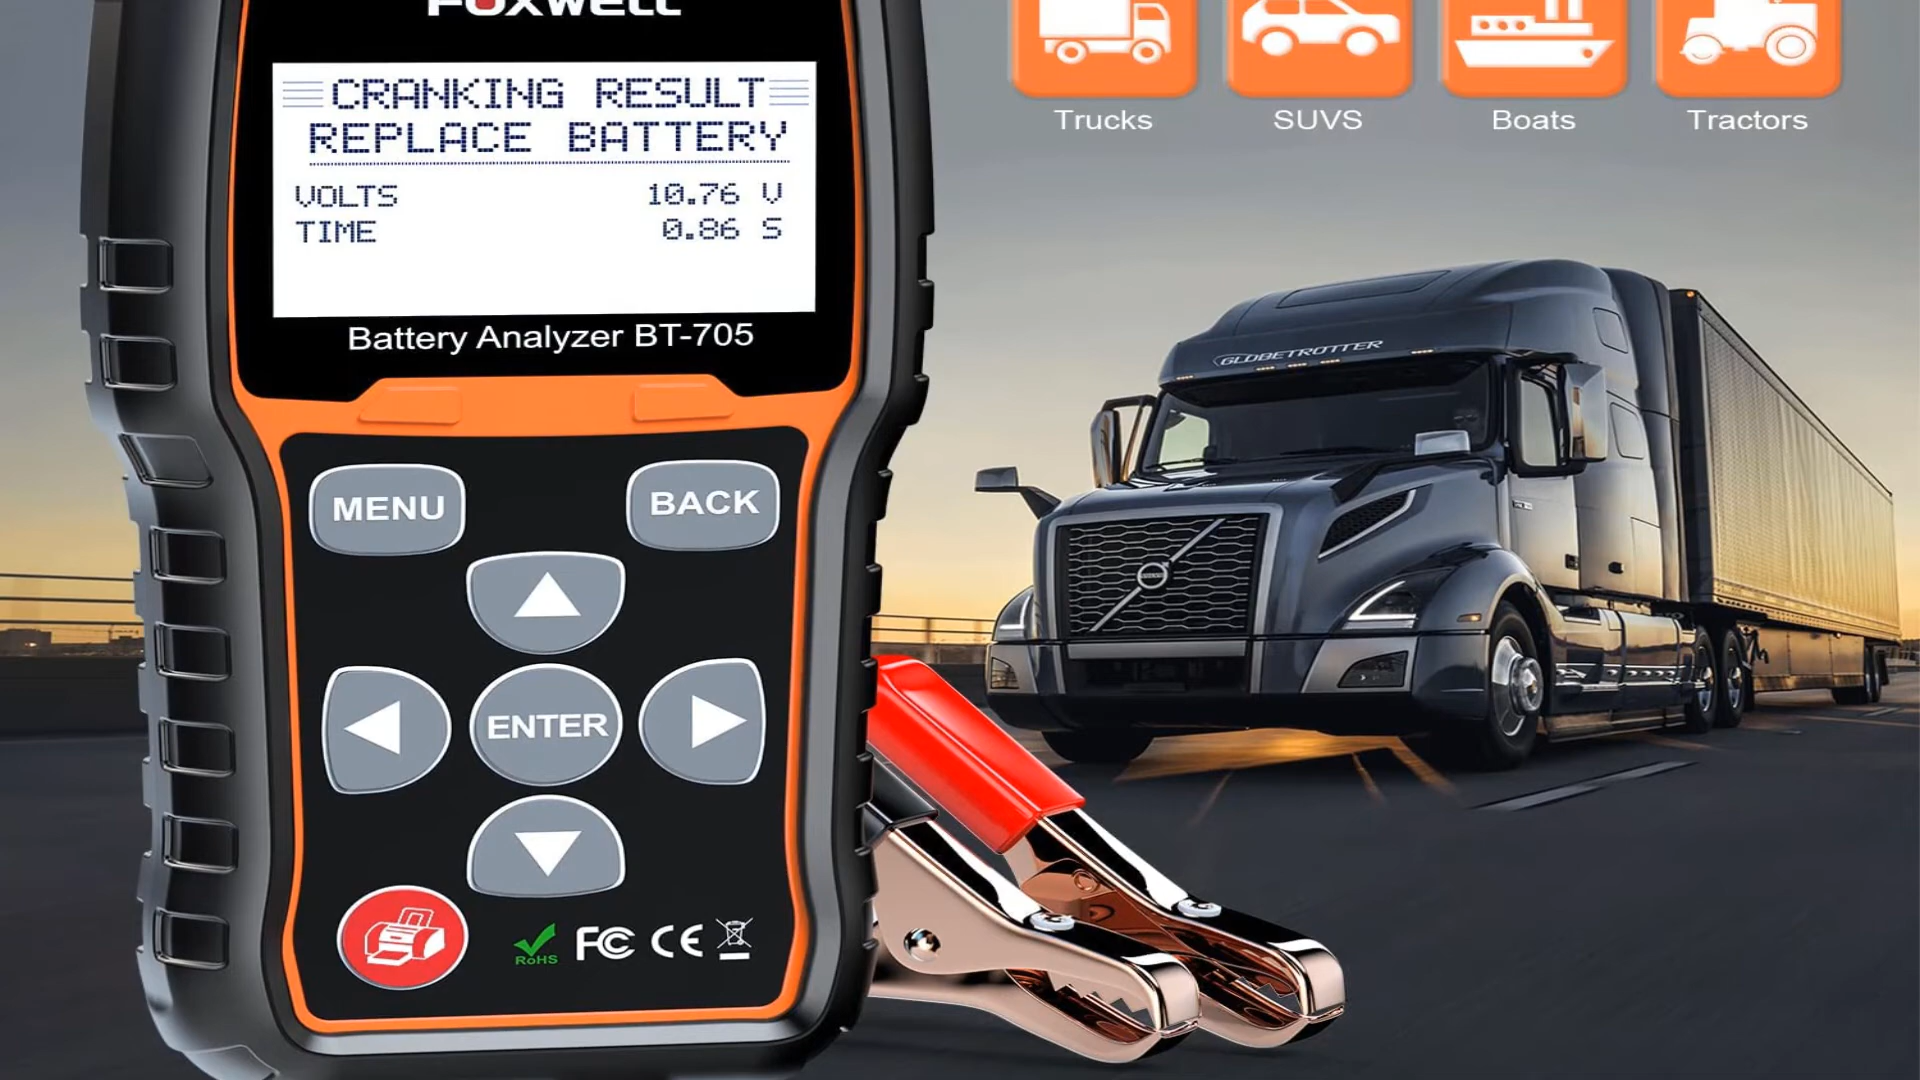 FOXWELL
CRANKING RESULT
REPLACE BATTERY
VOLTS 10.76 V
TIME 0.86 S
Battery Analyzer BT-705
MENU
BACK
ENTER
RoHS FC CE
Trucks
SUVS
Boats
Tractors
GLOBETROTTER